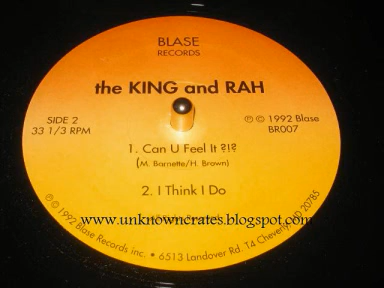 BLASE
RECORDS
the KING and RAH
SIDE 2
33 1/3 RPM
℗ © 1992 Blase
BR007
1. Can U Feel It ?!?
(M. Barnette/H. Brown)
2. I Think I Do
www.unknowncrates.blogspot.com
℗ © 1992 Blase Records inc. • 6513 Landover Rd. T4 Cheverly, MD 20785